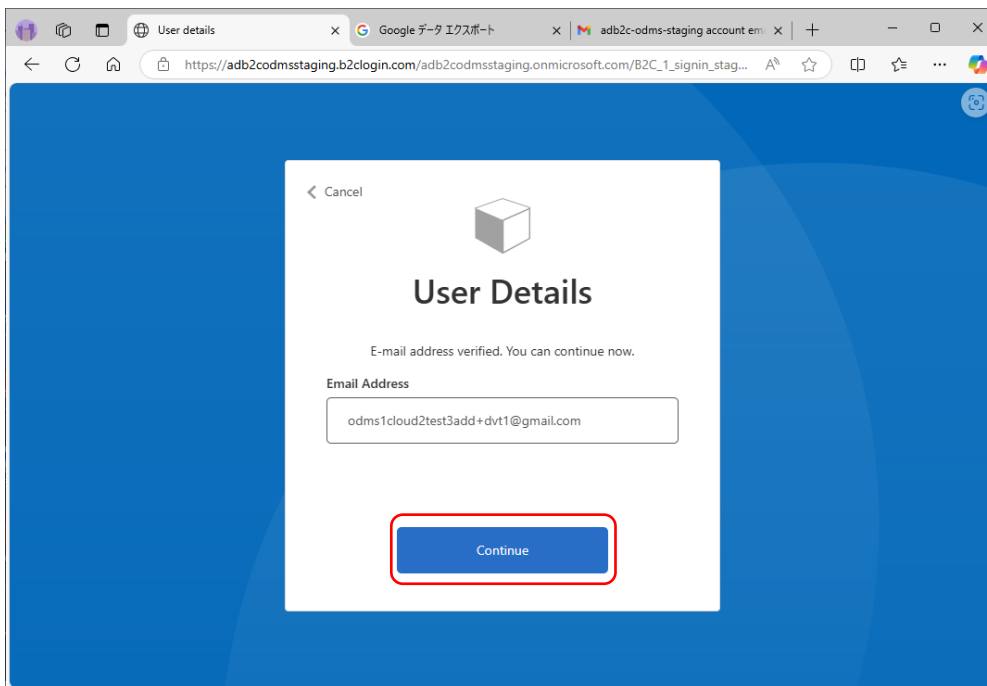 User details
Google データ エクスポート
adb2c-odms-staging account em
https://adb2codmsstaging.b2clogin.com/adb2codmsstaging.onmicrosoft.com/B2C_1_signin_stag...
Cancel
User Details
E-mail address verified. You can continue now.
Email Address
odms1cloud2test3add+dvt1@gmail.com
Continue